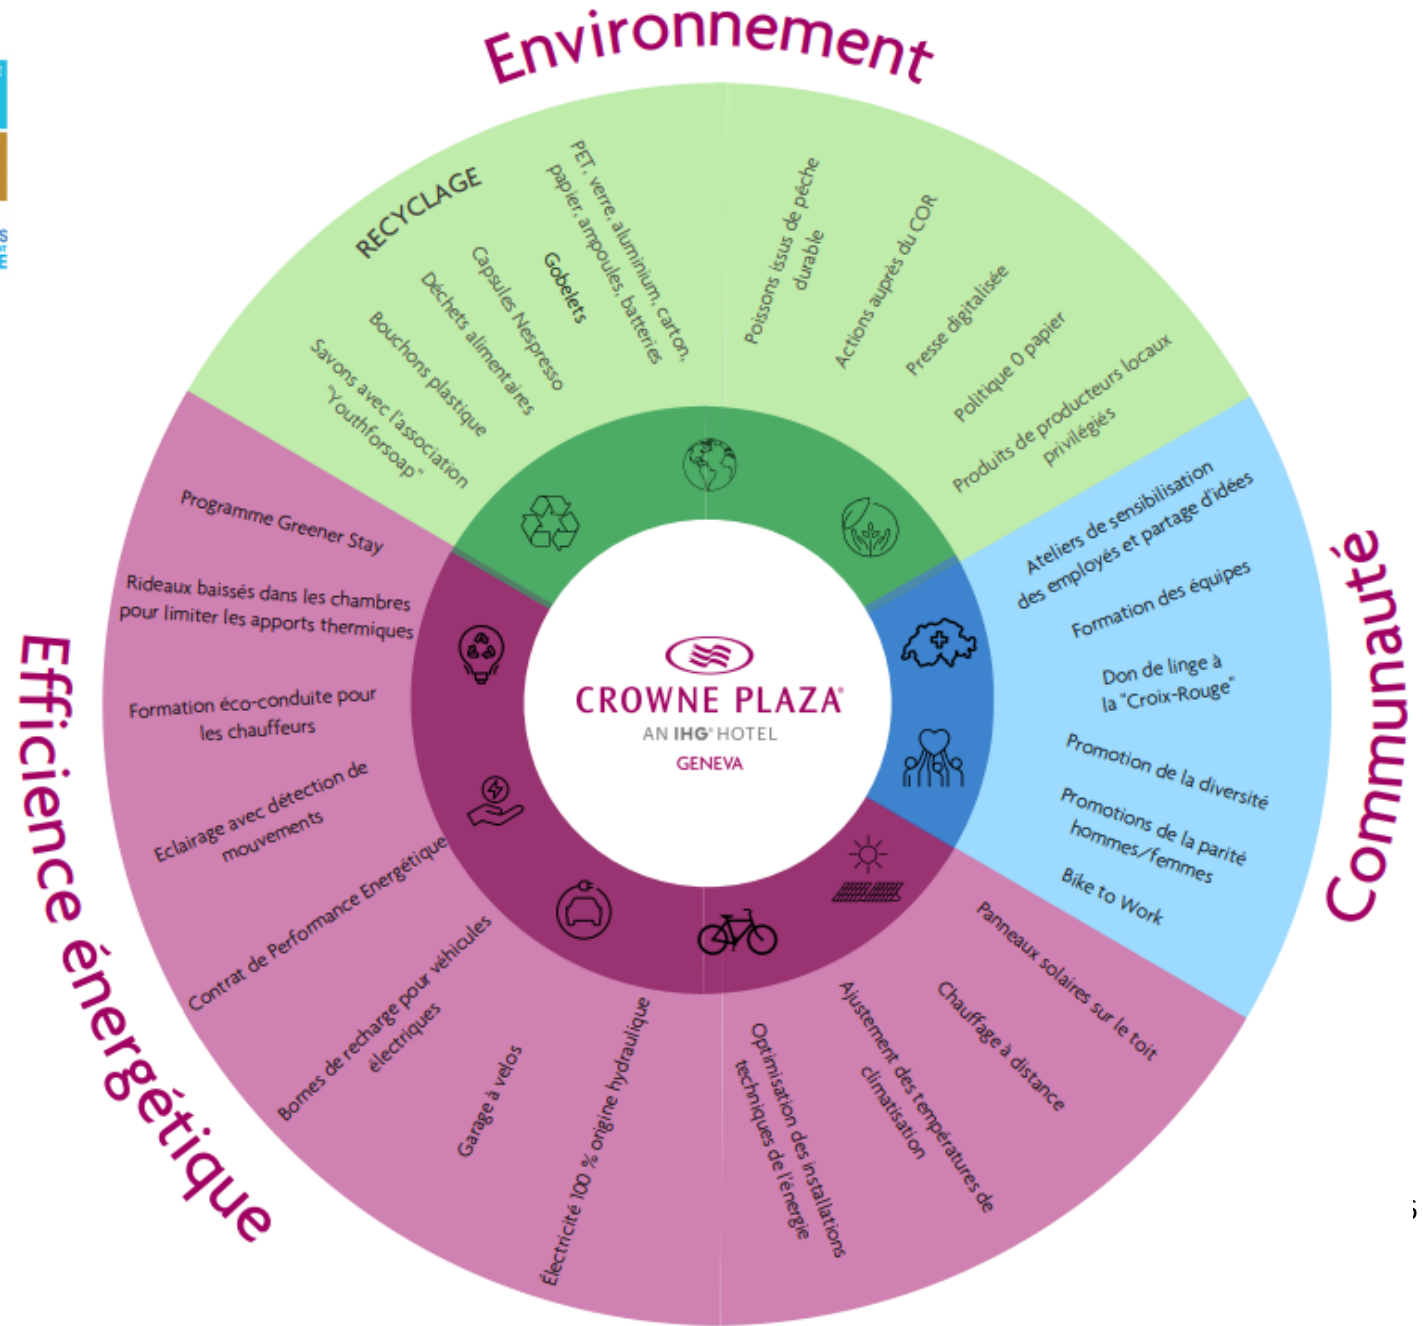 Environnement
RECYCLAGE
Savons avec l'association
"Youthforsoap"
Bouchons plastique
Déchets alimentaires
Capsules Nespresso
Gobelets
PET, verre, aluminium, carton,
papier, ampoules, batteries
Poissons issus de pêche
durable
Actions auprès du COR
Presse digitalisée
Politique 0 papier
Produits de producteurs locaux
privilégiés
Communauté
Ateliers de sensibilisation
des employés et partage d'idées
Formation des équipes
Don de linge à
la "Croix-Rouge"
Promotion de la diversité
Promotions de la parité
hommes/femmes
Bike to Work
Efficience énergétique
Panneaux solaires sur le toit
Chauffage à distance
Ajustement des températures de
climatisation
Optimisation des installations
techniques de l'énergie
Électricité 100 % origine hydraulique
Garage à velos
Bornes de recharge pour véhicules
électriques
Contrat de Performance Energétique
Eclairage avec détection de
mouvements
Formation éco-conduite pour
les chauffeurs
Rideaux baissés dans les chambres
pour limiter les apports thermiques
Programme Greener Stay
CROWNE PLAZA®
AN IHG® HOTEL
GENEVA